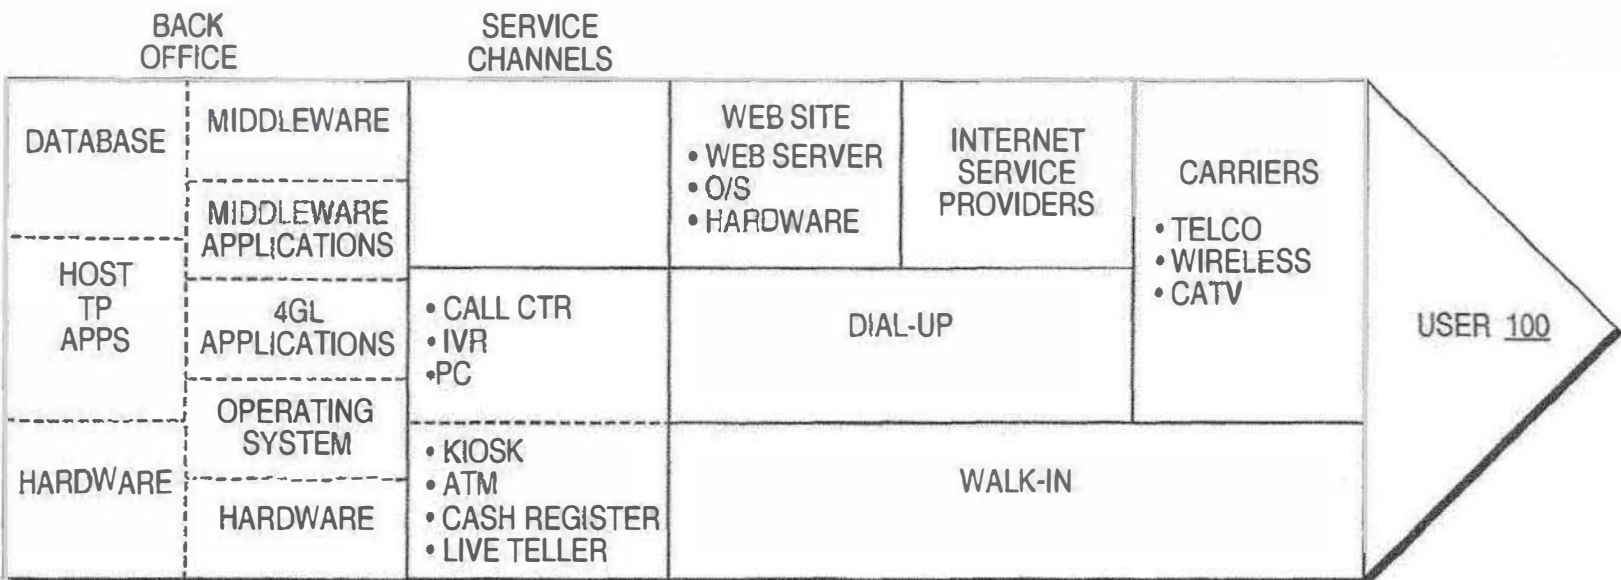 BACK
OFFICE
SERVICE
CHANNELS
DATABASE
HOST
TP
APPS
HARDWARE
MIDDLEWARE
MIDDLEWARE
APPLICATIONS
4GL
APPLICATIONS
OPERATING
SYSTEM
HARDWARE
• CALL CTR
• IVR
•PC
• KIOSK
• ATM
• CASH REGISTER
• LIVE TELLER
WEB SITE
• WEB SERVER
• O/S
• HARDWARE
INTERNET
SERVICE
PROVIDERS
DIAL-UP
WALK-IN
CARRIERS
• TELCO
• WIRELESS
• CATV
USER 100